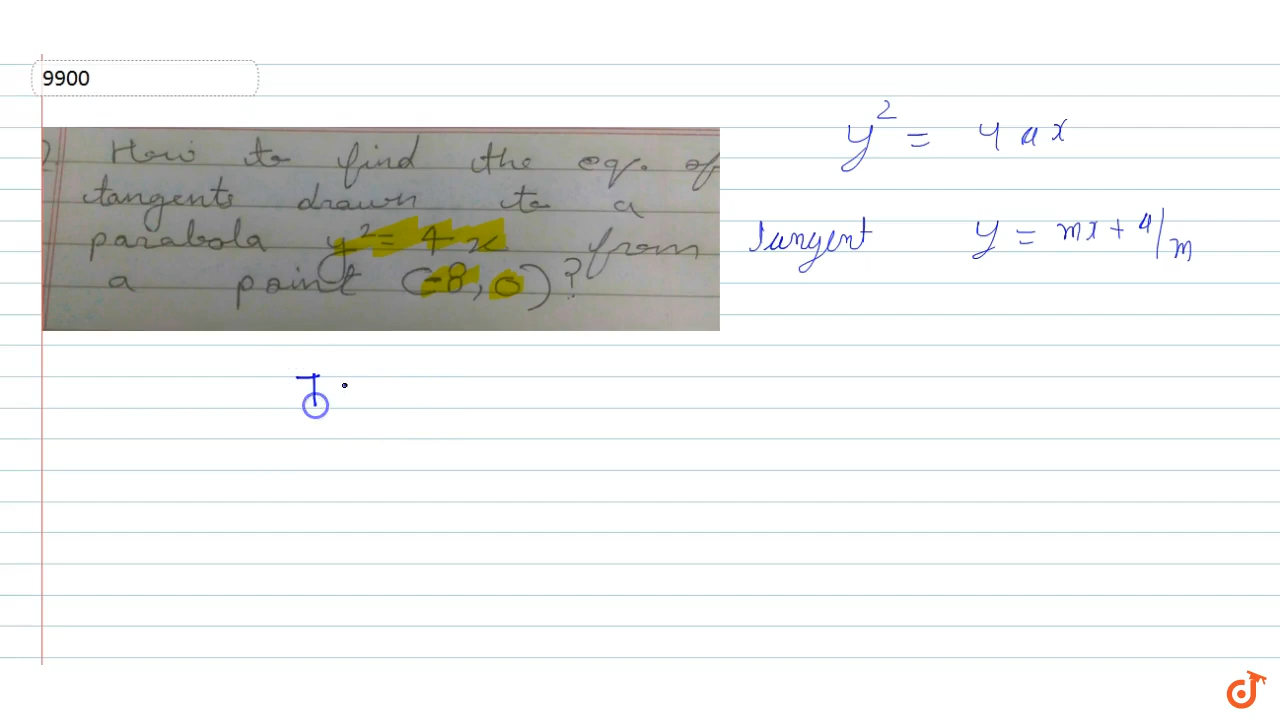 9900
How to find the eq. of
tangents drawn to a
parabola y²= 4x from
a point (-8, 0)?
y² = 4ax
Tangent y = mx + a/m
T